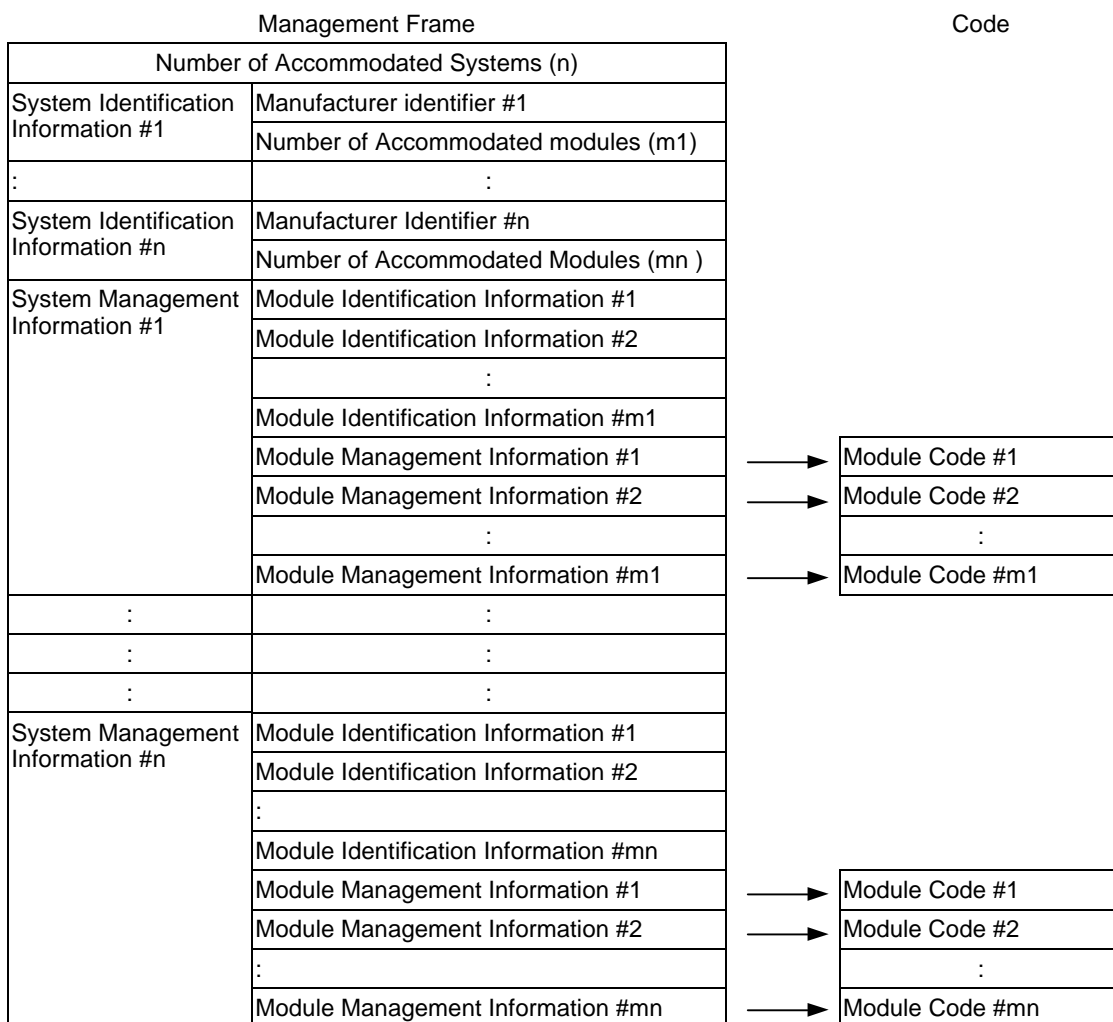 Management Frame Code
Number of Accommodated Systems (n)
System Identification Information #1
Manufacturer identifier #1
Number of Accommodated modules (m1)
: :
System Identification Information #n
Manufacturer Identifier #n
Number of Accommodated Modules (mn )
System Management Information #1
Module Identification Information #1
Module Identification Information #2
:
Module Identification Information #m1
Module Management Information #1 Module Code #1
Module Management Information #2 Module Code #2
: :
Module Management Information #m1 Module Code #m1
: :
: :
: :
System Management Information #n
Module Identification Information #1
Module Identification Information #2
:
Module Identification Information #mn
Module Management Information #1 Module Code #1
Module Management Information #2 Module Code #2
: :
Module Management Information #mn Module Code #mn